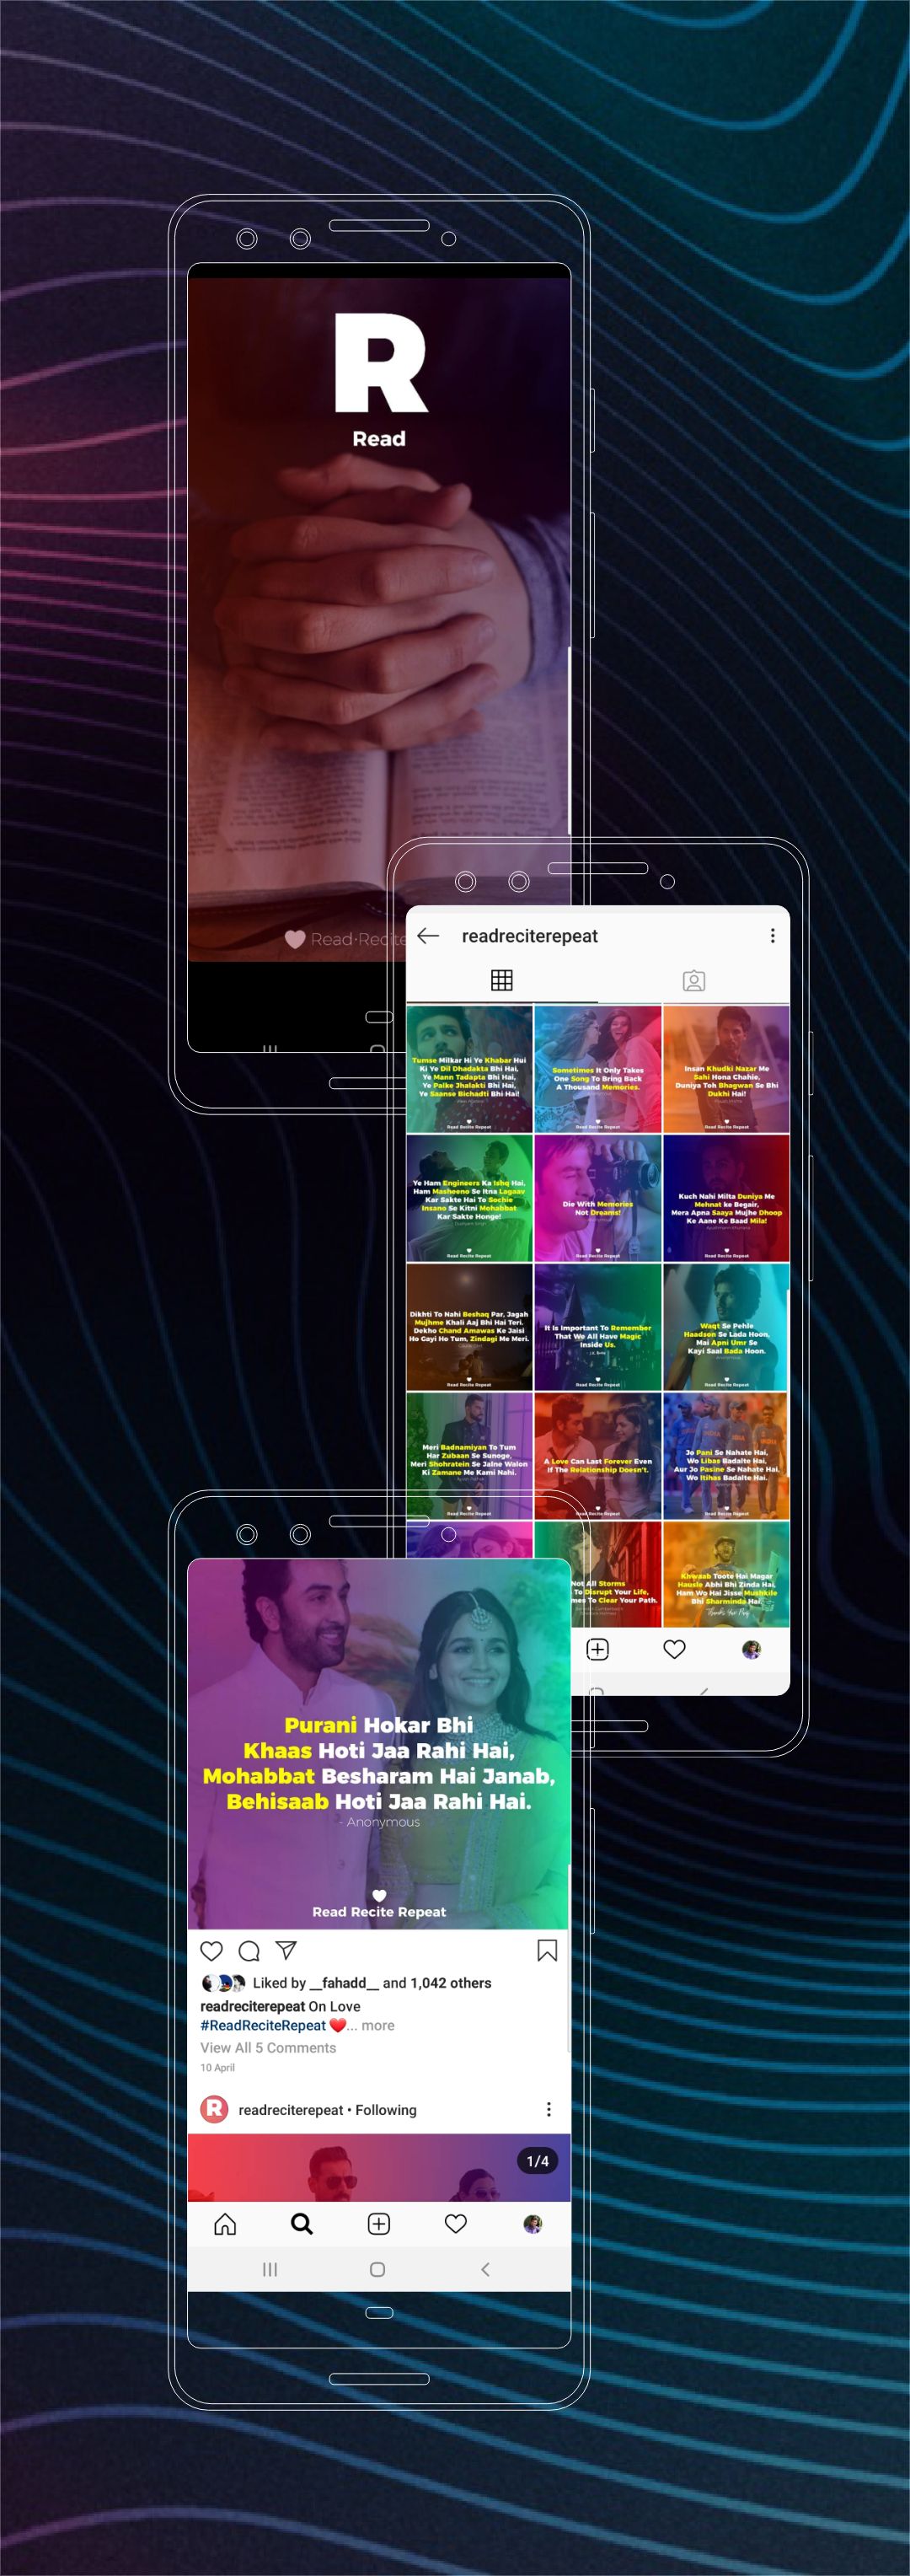 R
Read
Read·Recite
readreciterepeat
Tumse Milkar Hi Ye Khabar Hui
Ki Ye Dil Dhadakta Bhi Hai,
Ye Mann Tadapta Bhi Hai,
Ye Palke Jhalakti Bhi Hai,
Ye Saanse Bichadti Bhi Hai!
Read Recite Repeat
Sometimes It Only Takes
One Song To Bring Back
A Thousand Memories.
Read Recite Repeat
Insan Khudki Nazar Me
Sahi Hona Chahie,
Duniya Toh Bhagwan Se Bhi
Dukhi Hai!
Read Recite Repeat
Ye Ham Engineers Ka Ishq Hai,
Ham Masheeno Se Itna Lagaav
Kar Sakte Hai To Sochie
Insano Se Kitni Mohabbat
Kar Sakte Honge!
Read Recite Repeat
Die With Memories
Not Dreams!
Read Recite Repeat
Kuch Nahi Milta Duniya Me
Mehnat ke Begair,
Mera Apna Saaya Mujhe Dhoop
Ke Aane Ke Baad Mila!
Read Recite Repeat
Dikhti To Nahi Beshaq Par, Jagah
Mujhme Khali Aaj Bhi Hai Teri.
Dekho Chand Amawas Ke Jaisi
Ho Gayi Ho Tum, Zindagi Me Meri.
Read Recite Repeat
It Is Important To Remember
That We All Have Magic
Inside Us.
Read Recite Repeat
Waqt Se Pehle
Haadson Se Lada Hoon,
Mai Apni Umr Se
Kayi Saal Bada Hoon.
Read Recite Repeat
Meri Badnamiyan To Tum
Har Zubaan Se Sunoge,
Meri Shohratein Se Jalne Walon
Ki Zamane Me Kami Nahi.
Read Recite Repeat
A Love Can Last Forever Even
If The Relationship Doesn't.
Read Recite Repeat
Jo Pani Se Nahate Hai,
Wo Libas Badalte Hai,
Aur Jo Pasine Se Nahate Hai,
Wo Itihas Badalte Hai.
Read Recite Repeat
Not All Storms
To Disrupt Your Life,
To Clear Your Path.
Khwaab Toote Hai Magar
Hausle Abhi Bhi Zinda Hai,
Ham Wo Hai Jisse Mushkile
Bhi Sharminda Hai.
Purani Hokar Bhi
Khaas Hoti Jaa Rahi Hai,
Mohabbat Besharam Hai Janab,
Behisaab Hoti Jaa Rahi Hai.
- Anonymous
Read Recite Repeat
Liked by __fahadd__ and 1,042 others
readreciterepeat On Love
#ReadReciteRepeat ❤️... more
View All 5 Comments
10 April
R readreciterepeat • Following
1/4